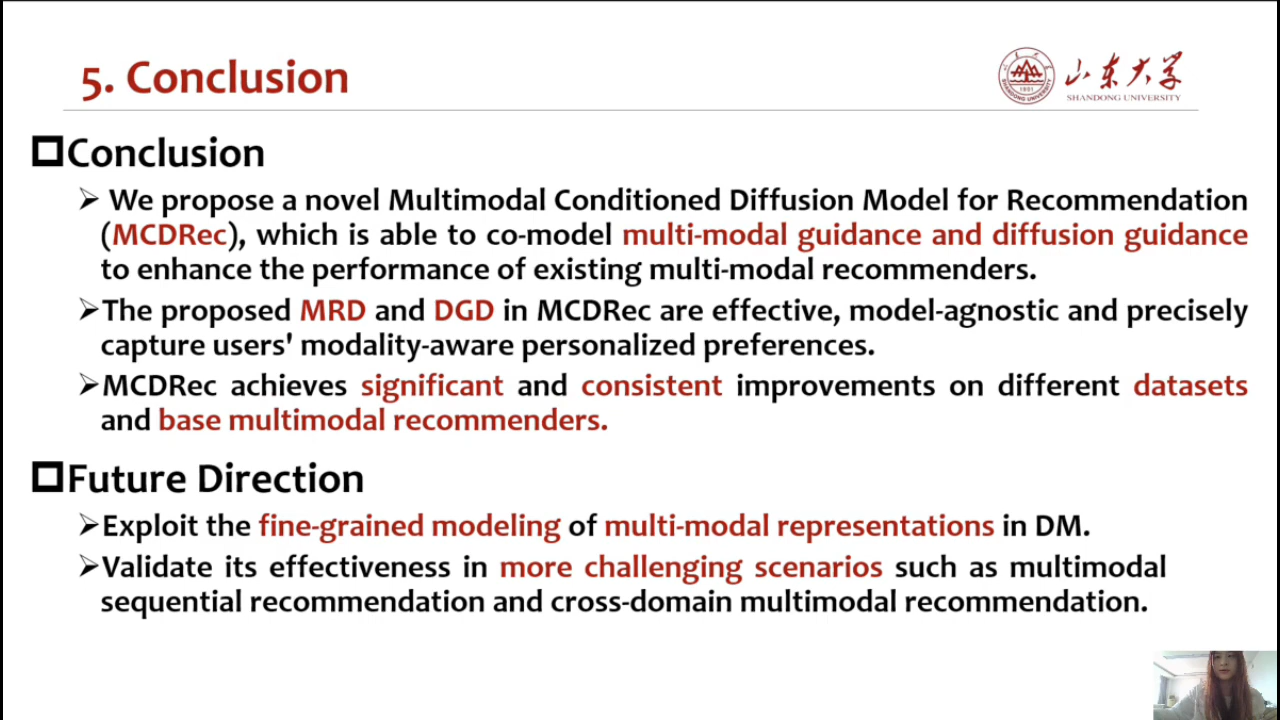 5. Conclusion
山东大学
SHANDONG UNIVERSITY
1901
Conclusion
We propose a novel Multimodal Conditioned Diffusion Model for Recommendation
(MCDRec), which is able to co-model multi-modal guidance and diffusion guidance
to enhance the performance of existing multi-modal recommenders.
The proposed MRD and DGD in MCDRec are effective, model-agnostic and precisely
capture users' modality-aware personalized preferences.
MCDRec achieves significant and consistent improvements on different datasets
and base multimodal recommenders.
Future Direction
Exploit the fine-grained modeling of multi-modal representations in DM.
Validate its effectiveness in more challenging scenarios such as multimodal
sequential recommendation and cross-domain multimodal recommendation.